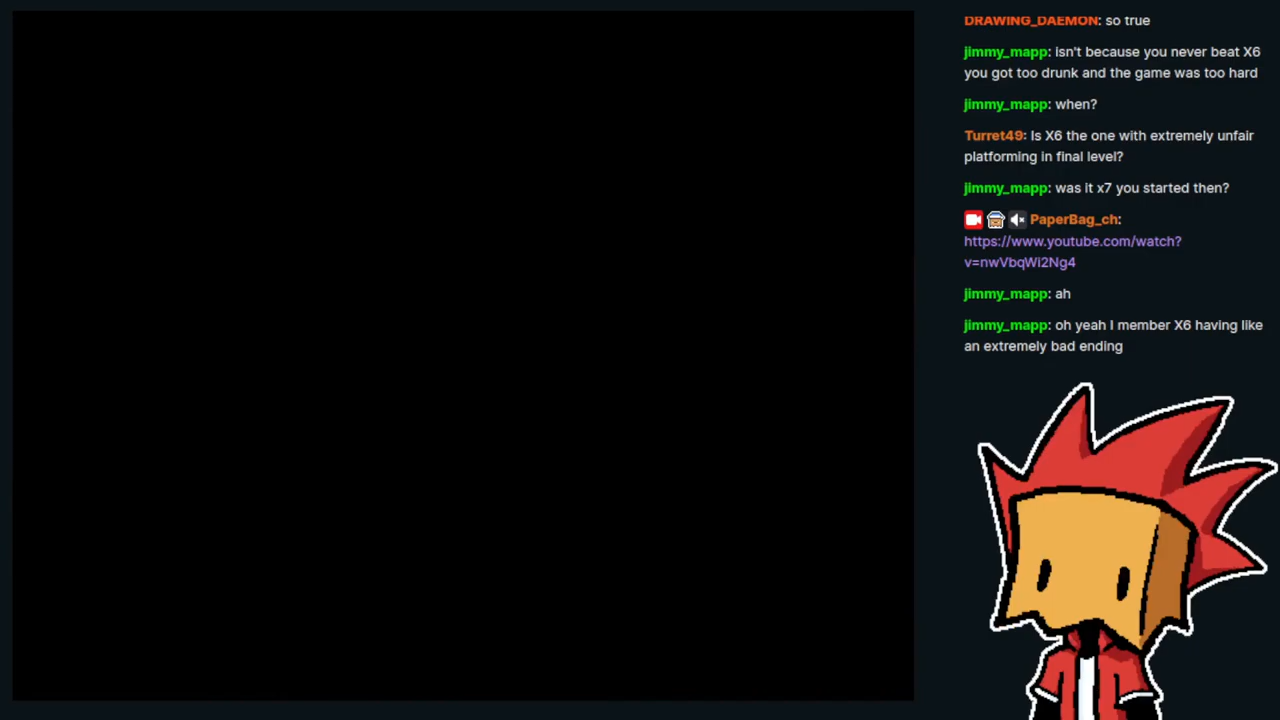 DRAWING_DAEMON: so true
jimmy_mapp: isn't because you never beat X6
you got too drunk and the game was too hard
jimmy_mapp: when?
Turret49: Is X6 the one with extremely unfair
platforming in final level?
jimmy_mapp: was it x7 you started then?
PaperBag_ch:
https://www.youtube.com/watch?
v=nwVbqWi2Ng4
jimmy_mapp: ah
jimmy_mapp: oh yeah I member X6 having like
an extremely bad ending